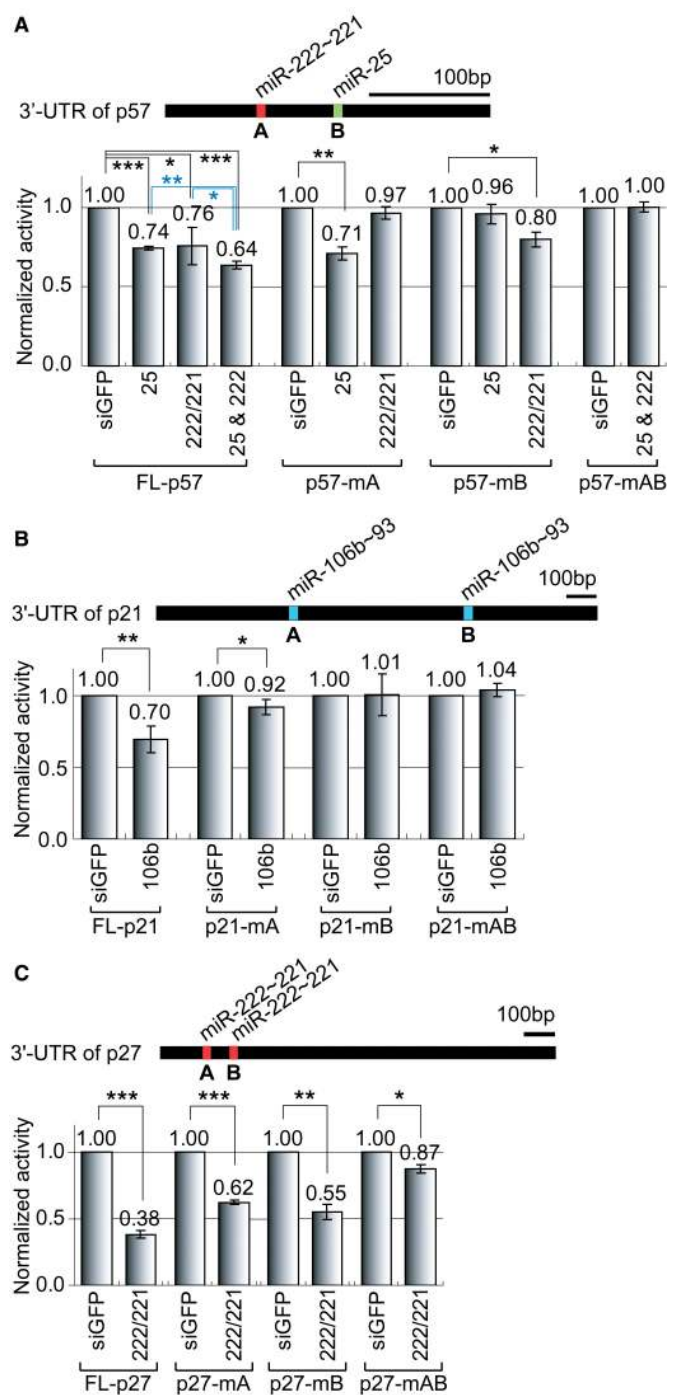 A
miR-222~221
miR-25
100bp
3'-UTR of p57
A
B
*** * *** ** * ** *
1.00 0.74 0.76 0.64 1.00 0.71 0.97 1.00 0.96 0.80 1.00 1.00
Normalized activity
1.0
0.5
0.0
siGFP 25 222/221 25 & 222 siGFP 25 222/221 siGFP 25 222/221 siGFP 25 & 222
FL-p57 p57-mA p57-mB p57-mAB
B
miR-106b~93
miR-106b~93
100bp
3'-UTR of p21
A
B
** *
1.00 0.70 1.00 0.92 1.00 1.01 1.00 1.04
Normalized activity
1.0
0.5
0.0
siGFP 106b siGFP 106b siGFP 106b siGFP 106b
FL-p21 p21-mA p21-mB p21-mAB
C
miR-222~221
miR-222~221
100bp
3'-UTR of p27
A B
*** *** ** *
1.00 0.38 1.00 0.62 1.00 0.55 1.00 0.87
Normalized activity
1.0
0.5
0.0
siGFP 222/221 siGFP 222/221 siGFP 222/221 siGFP 222/221
FL-p27 p27-mA p27-mB p27-mAB